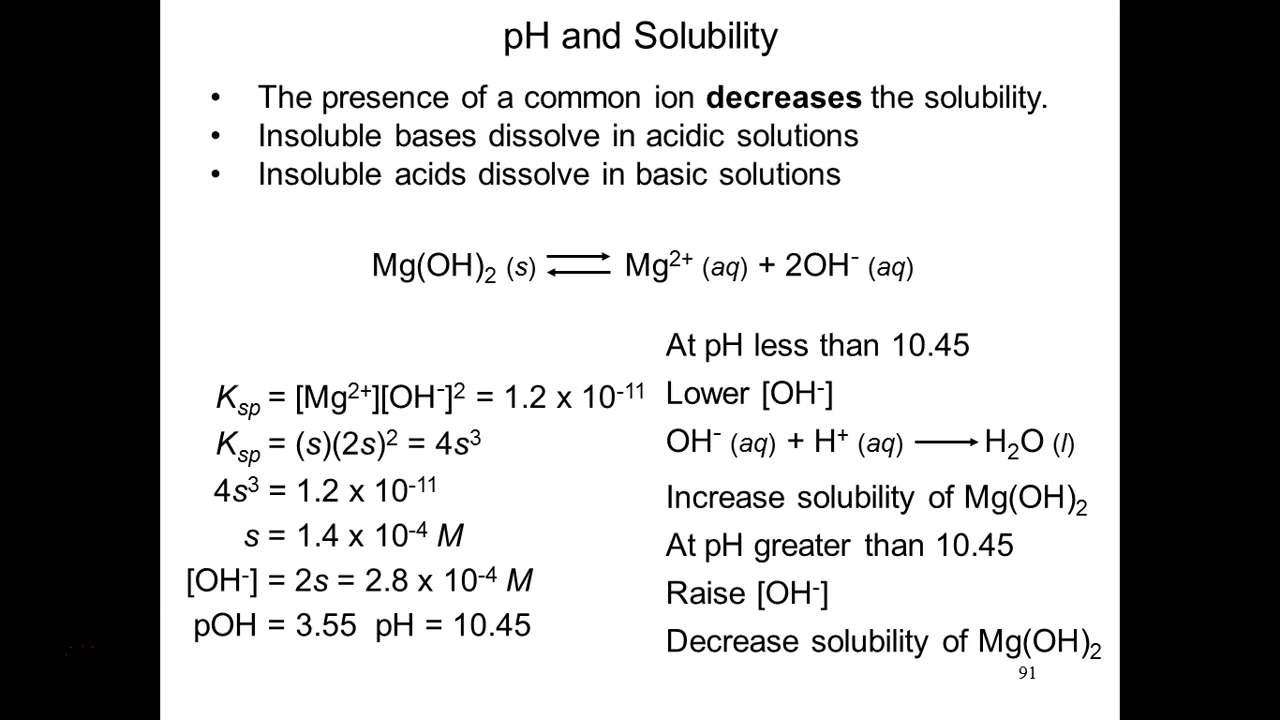 pH and Solubility
• The presence of a common ion decreases the solubility.
• Insoluble bases dissolve in acidic solutions
• Insoluble acids dissolve in basic solutions
Mg(OH)₂ (s) ⇌ Mg²⁺ (aq) + 2OH⁻ (aq)
Kₛₚ = [Mg²⁺][OH⁻]² = 1.2 x 10⁻¹¹
Kₛₚ = (s)(2s)² = 4s³
4s³ = 1.2 x 10⁻¹¹
s = 1.4 x 10⁻⁴ M
[OH⁻] = 2s = 2.8 x 10⁻⁴ M
pOH = 3.55 pH = 10.45
At pH less than 10.45
Lower [OH⁻]
OH⁻ (aq) + H⁺ (aq) ⟶ H₂O (l)
Increase solubility of Mg(OH)₂
At pH greater than 10.45
Raise [OH⁻]
Decrease solubility of Mg(OH)₂
91